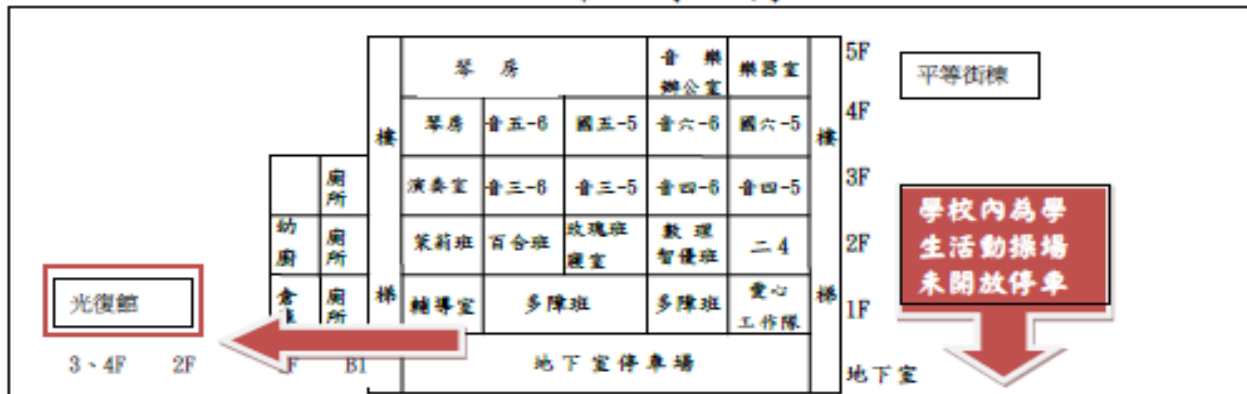 琴 房 音 樂 樂器室 5F 平等街棟
辦公室
4F
樓 琴房 音五-6 國五-5 音六-6 國六-5 樓
廁 演奏室 音三-6 音三-5 音四-6 音四-5 3F 學校內為學
所
幼 廁 茉莉班 百合班 玫瑰班 數 理 二 4 2F 生活動操場
廚 所 寢室 智優班
未開放停車
光復館 倉 廁 梯 輔導室 多障班 多障班 愛心 梯 1F
所 工作隊
3、4F 2F B1 地下室停車場 地下室